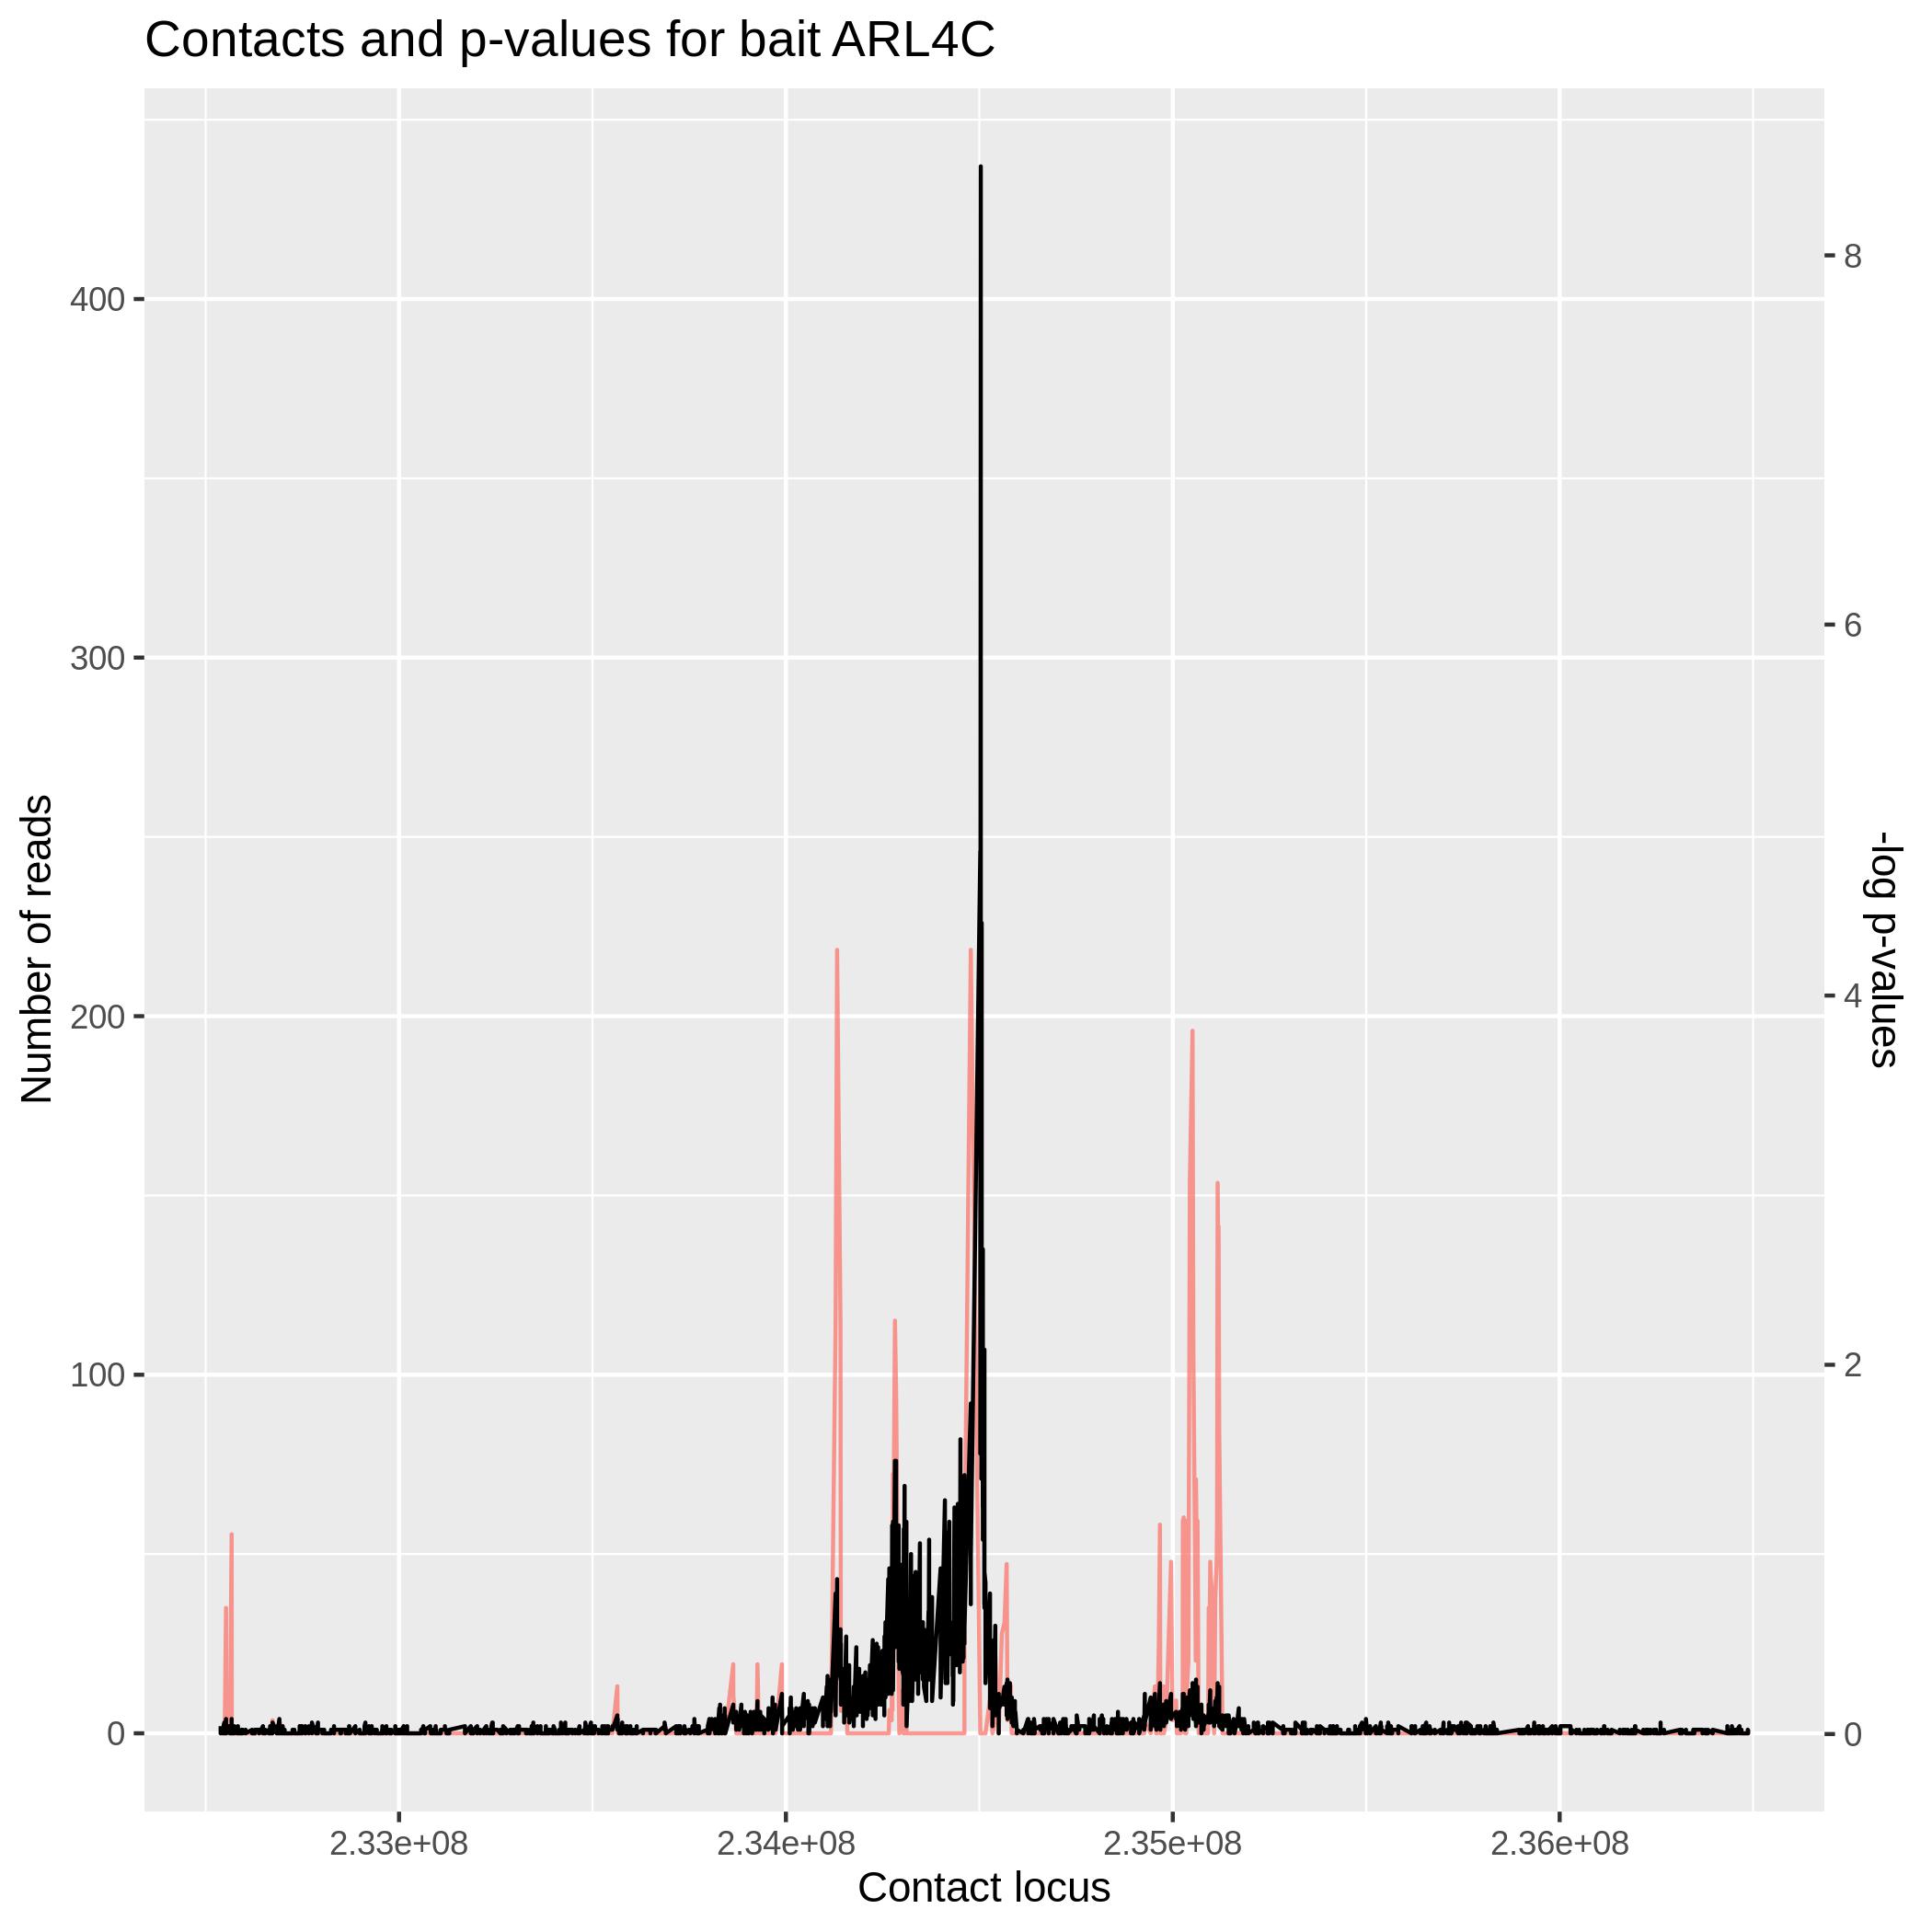 Contacts and p-values for bait ARL4C
Number of reads
400
300
200
100
0
8
6
4
2
0
-log p-values
2.33e+08
2.34e+08
2.35e+08
2.36e+08
Contact locus